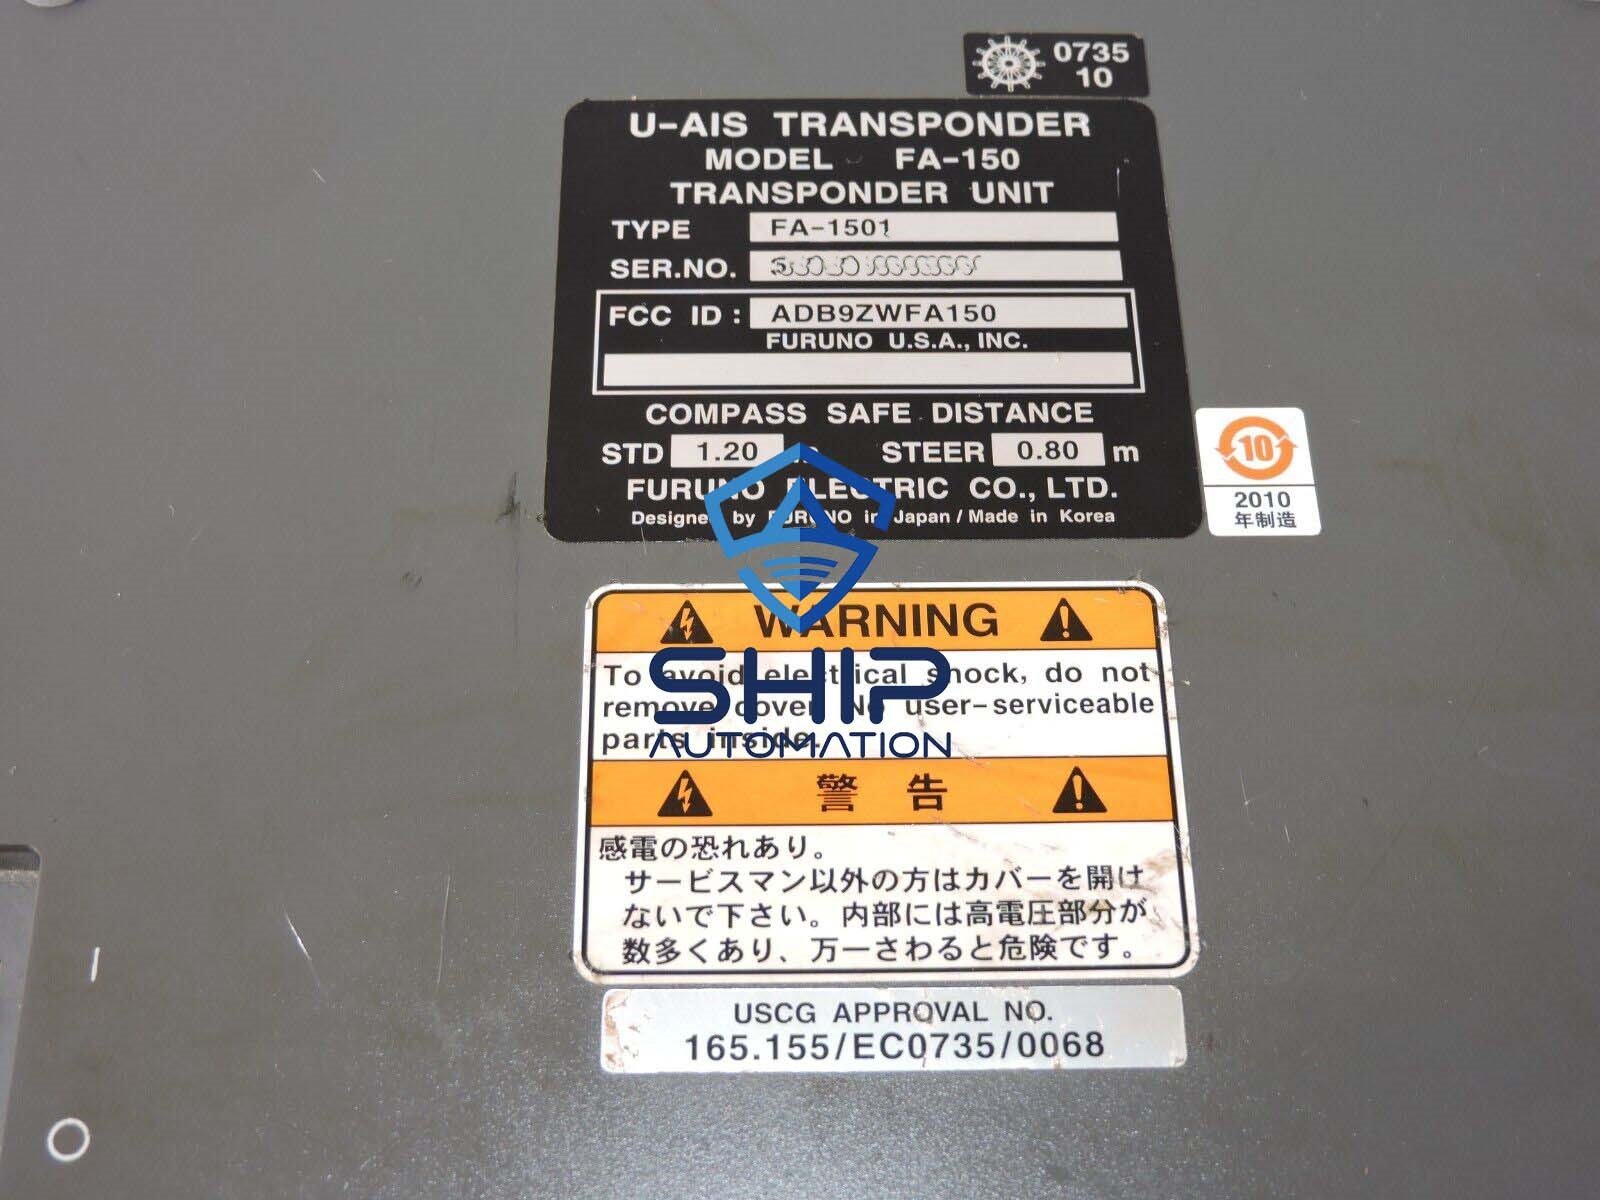 0735
10
U-AIS TRANSPONDER
MODEL FA-150
TRANSPONDER UNIT
TYPE FA-1501
SER.NO.
FCC ID: ADB9ZWFA150
FURUNO U.S.A., INC.
COMPASS SAFE DISTANCE
STD 1.20 m STEER 0.80 m
FURUNO ELECTRIC CO., LTD.
Designed by FURUNO in Japan / Made in Korea
10
2010
年制造
WARNING
To avoid electrical shock, do not
remove cover. No user-serviceable
parts inside.
SHIP
AUTOMATION
警告
感電の恐れあり。
サービスマン以外の方はカバーを開け
ないで下さい。内部には高電圧部分が
数多くあり、万一さわると危険です。
USCG APPROVAL NO.
165.155/EC0735/0068